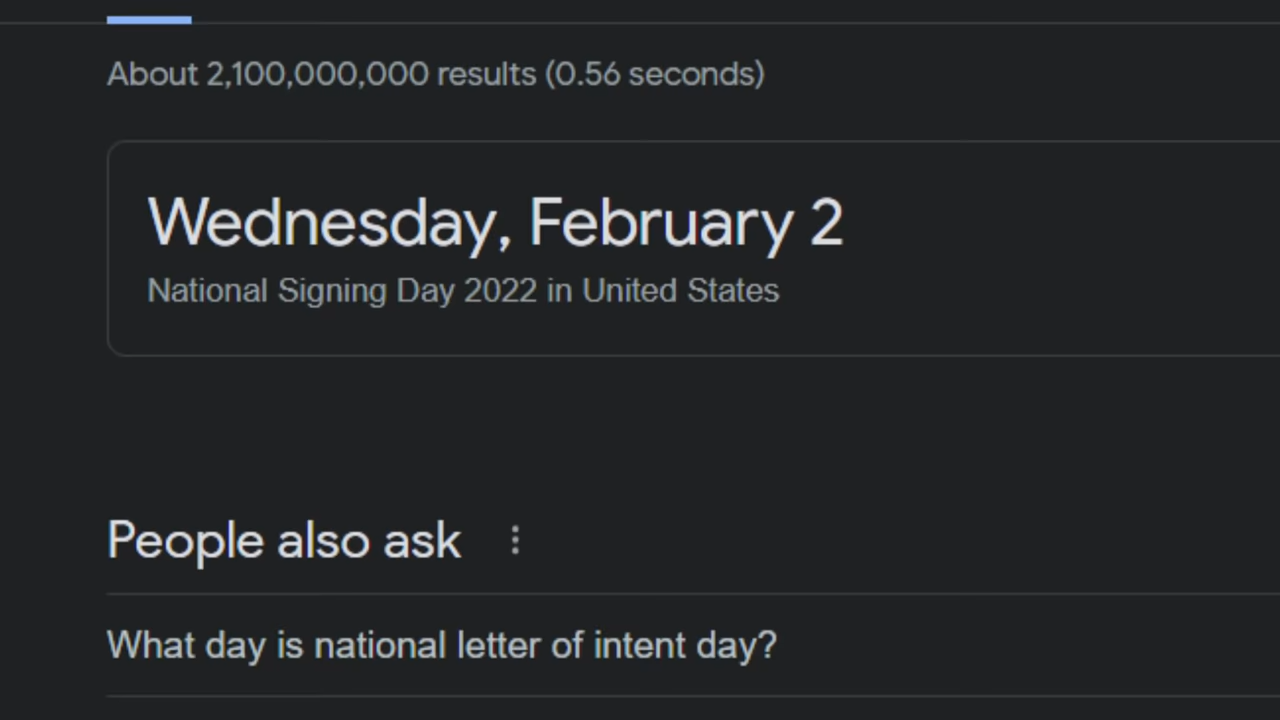 About 2,100,000,000 results (0.56 seconds)
Wednesday, February 2
National Signing Day 2022 in United States
People also ask
What day is national letter of intent day?